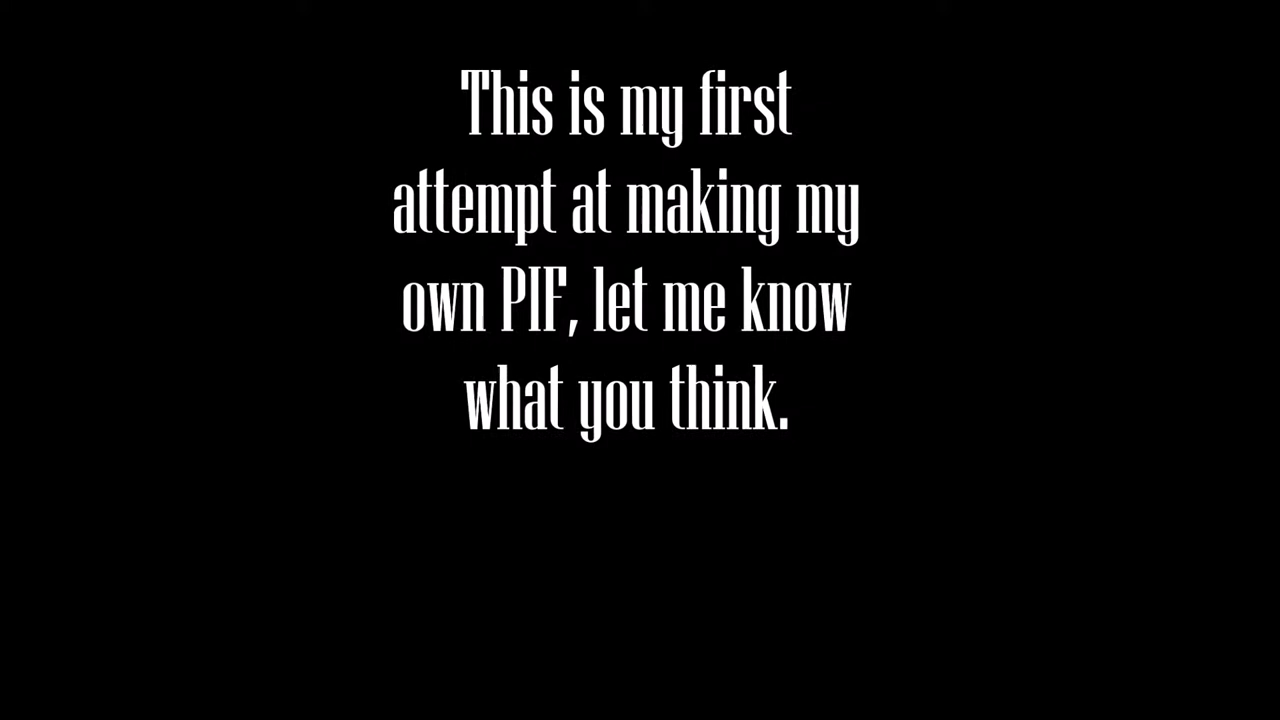 This is my first
attempt at making my
own PIF, let me know
what you think.